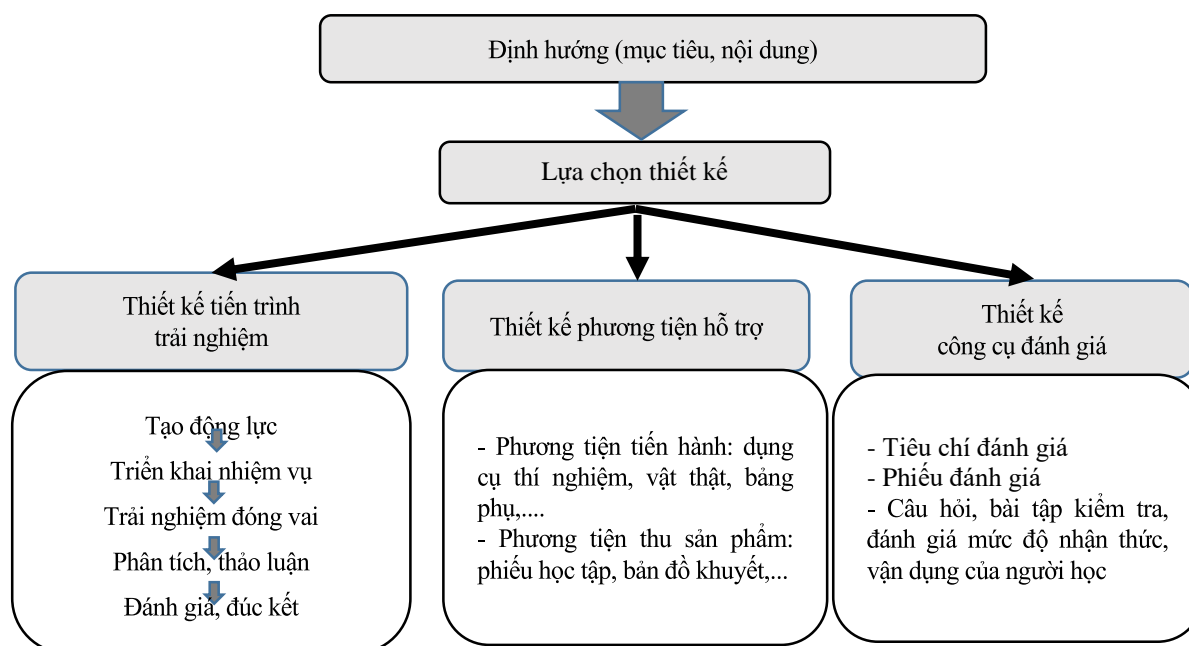 Định hướng (mục tiêu, nội dung)
Lựa chọn thiết kế
Thiết kế tiến trình
trải nghiệm
Thiết kế phương tiện hỗ trợ
Thiết kế
công cụ đánh giá
Tạo động lực
Triển khai nhiệm vụ
Trải nghiệm đóng vai
Phân tích, thảo luận
Đánh giá, đúc kết
- Phương tiện tiến hành: dụng
cụ thí nghiệm, vật thật, bảng
phụ,....
- Phương tiện thu sản phẩm:
phiếu học tập, bản đồ khuyết,...
- Tiêu chí đánh giá
- Phiếu đánh giá
- Câu hỏi, bài tập kiểm tra,
đánh giá mức độ nhận thức,
vận dụng của người học